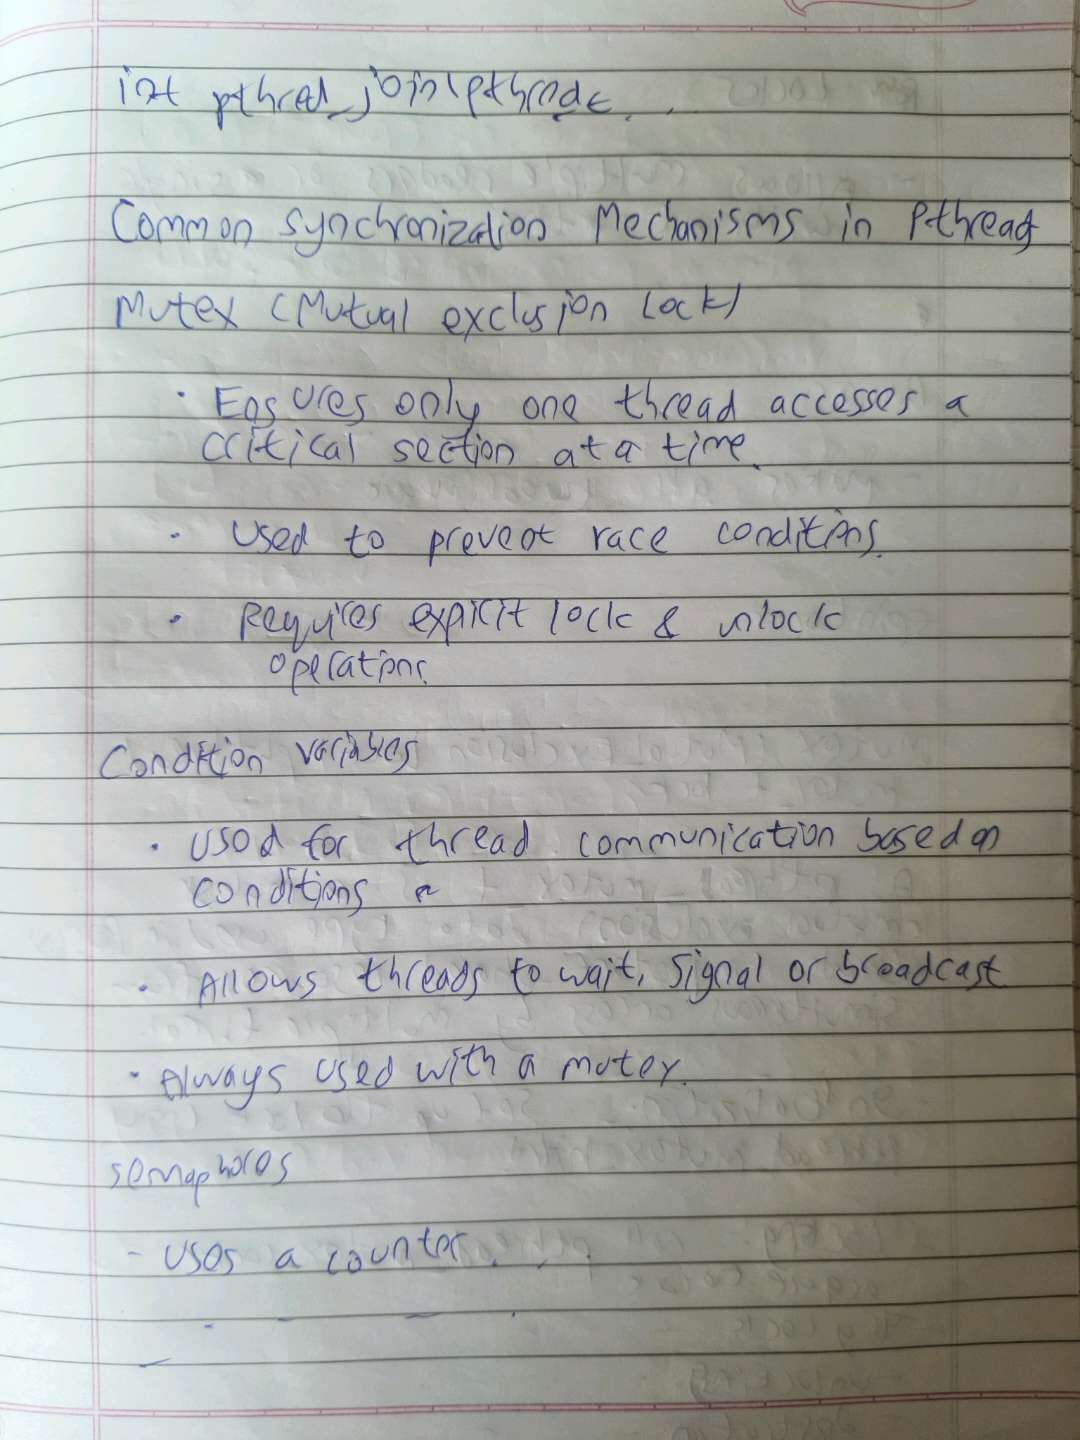 int pthred_join(pthread_t . . .
Common Synchronization Mechanisms in Pthread
Mutex (Mutual exclusion Lock)
• Ensures only one thread accesses a
critical section at a time.
• Used to prevent race conditions.
• Requires expicit lock & unlock
operations.
Condition variables
• Used for thread communication based on
conditions
• Allows threads to wait, Signal or broadcast
• Always used with a mutex.
semaphores
- Uses a counter.